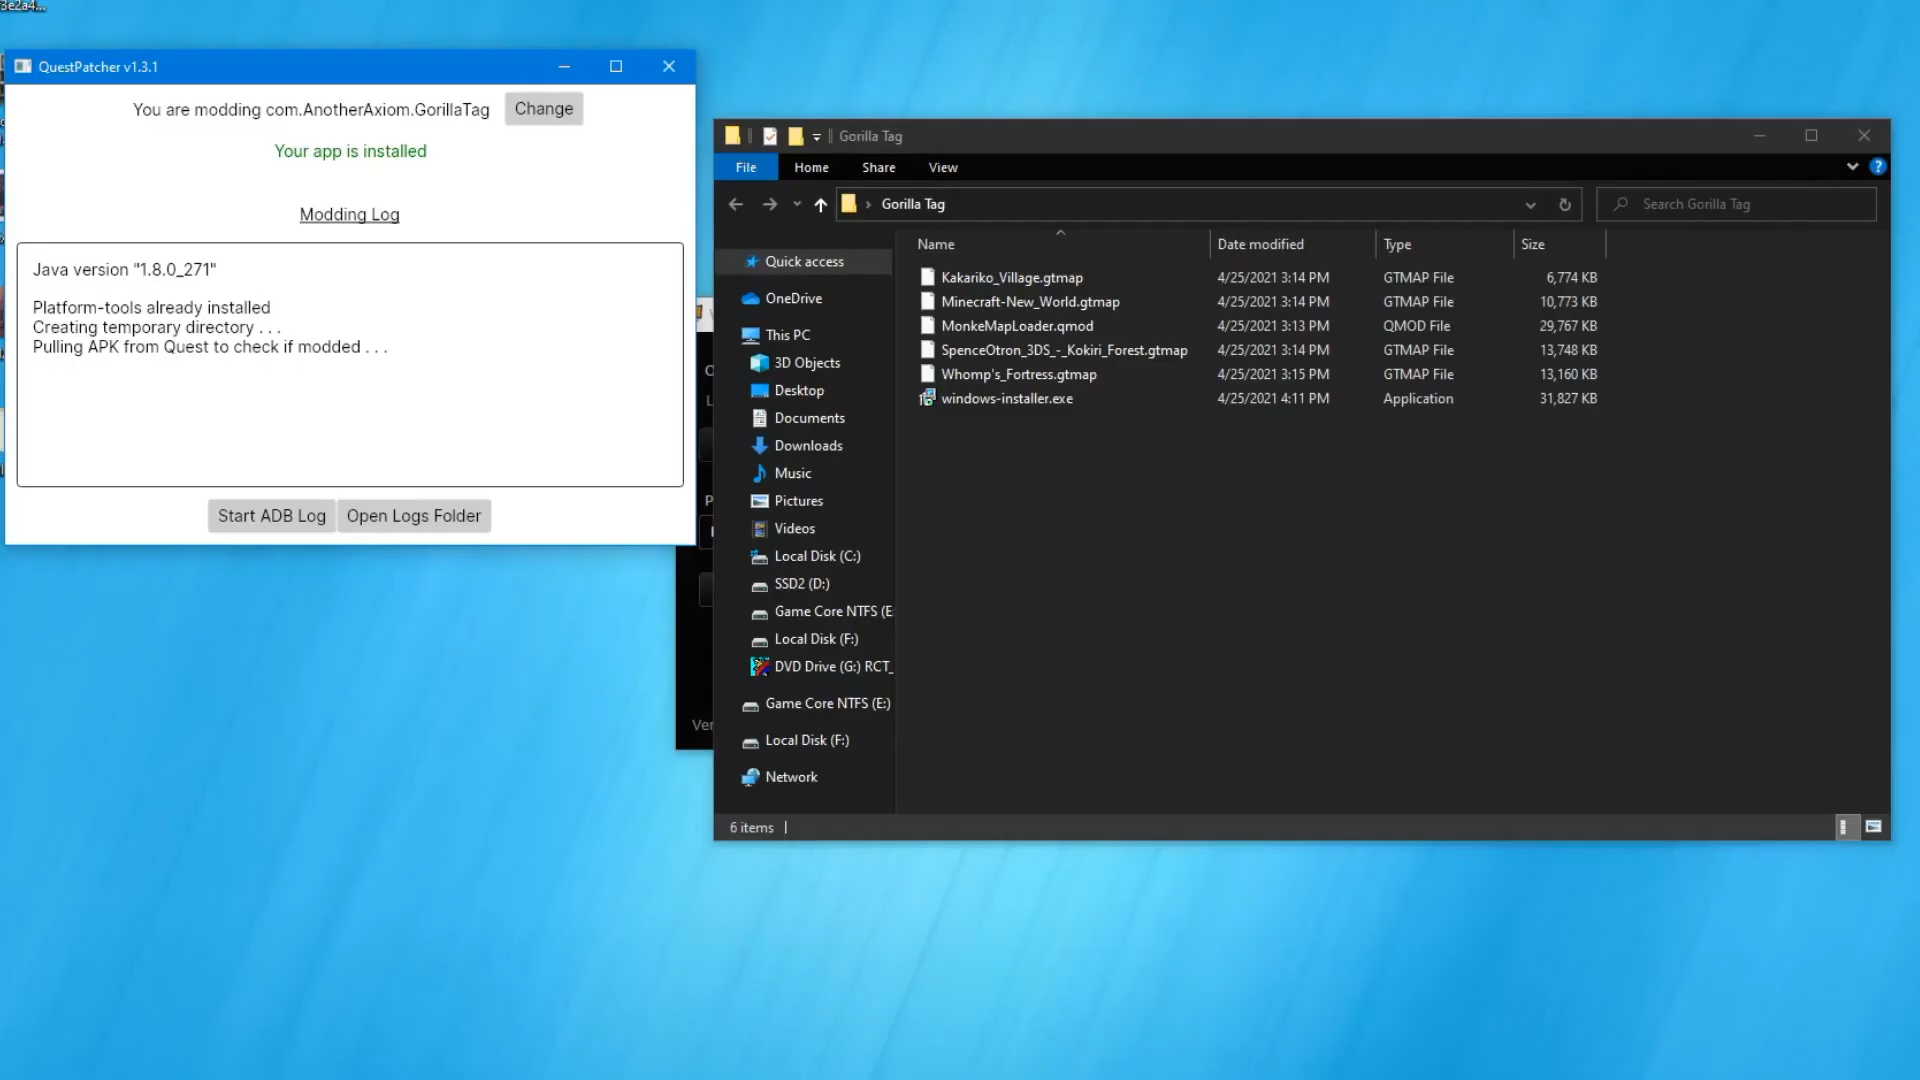 3e2a4...
QuestPatcher v1.3.1
You are modding com.AnotherAxiom.GorillaTag
Change
Your app is installed
Modding Log
Java version "1.8.0_271"
Platform-tools already installed
Creating temporary directory . . .
Pulling APK from Quest to check if modded . . .
Start ADB Log
Open Logs Folder
Gorilla Tag
File Home Share View
Gorilla Tag
Search Gorilla Tag
Name Date modified Type Size
Kakariko_Village.gtmap 4/25/2021 3:14 PM GTMAP File 6,774 KB
Minecraft-New_World.gtmap 4/25/2021 3:14 PM GTMAP File 10,773 KB
MonkeMapLoader.qmod 4/25/2021 3:13 PM QMOD File 29,767 KB
SpenceOtron_3DS_-_Kokiri_Forest.gtmap 4/25/2021 3:14 PM GTMAP File 13,748 KB
Whomp's_Fortress.gtmap 4/25/2021 3:15 PM GTMAP File 13,160 KB
windows-installer.exe 4/25/2021 4:11 PM Application 31,827 KB
Quick access
OneDrive
This PC
3D Objects
Desktop
Documents
Downloads
Music
Pictures
Videos
Local Disk (C:)
SSD2 (D:)
Game Core NTFS (E
Local Disk (F:)
DVD Drive (G:) RCT_
Game Core NTFS (E:)
Local Disk (F:)
Network
6 items
Ver